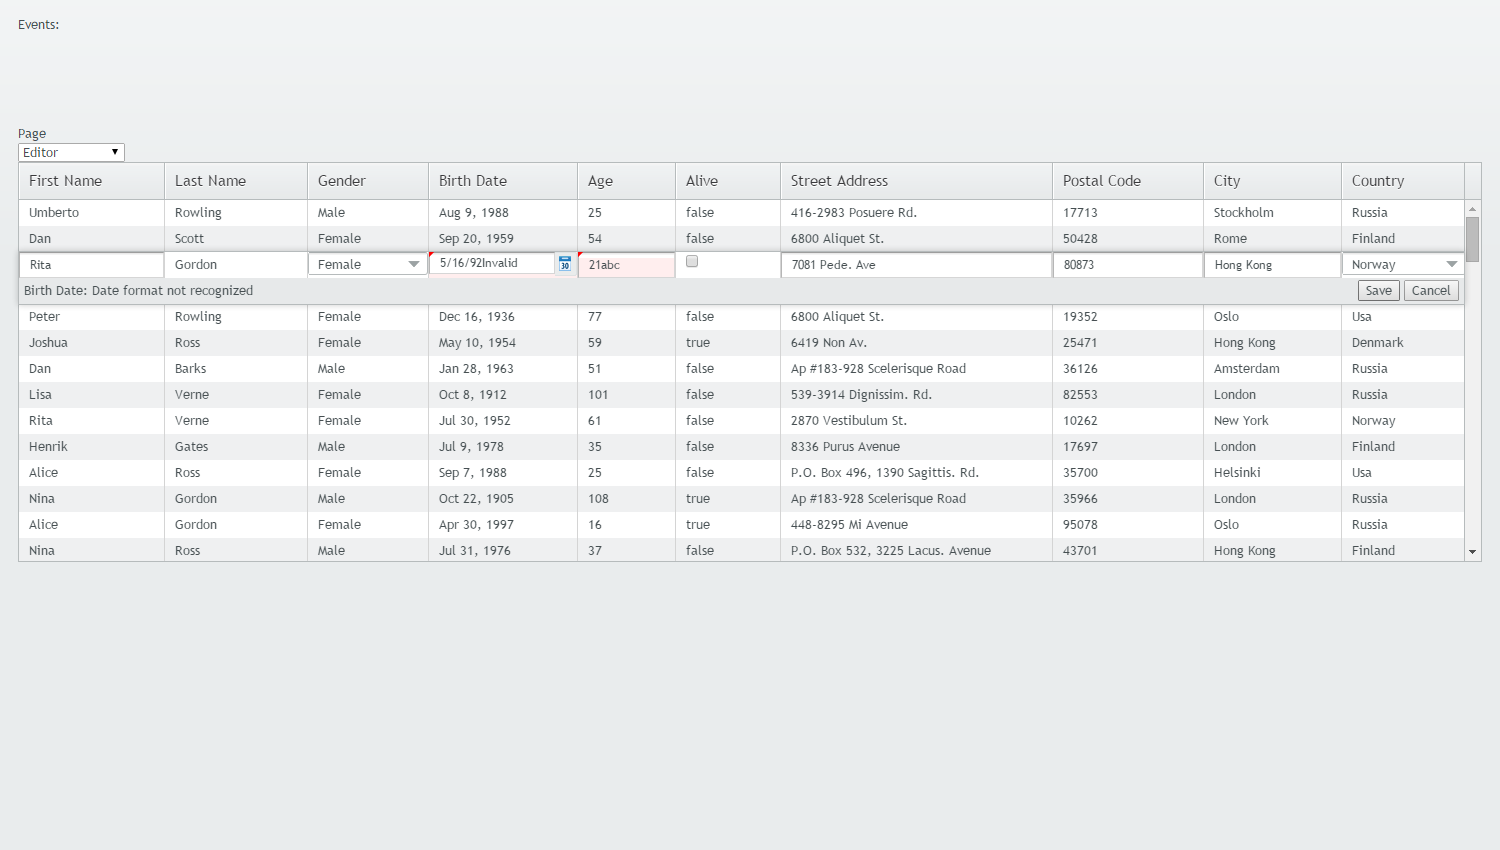 Events:
Page
Editor
First Name Last Name Gender Birth Date Age Alive Street Address Postal Code City Country
Umberto Rowling Male Aug 9, 1988 25 false 416-2983 Posuere Rd. 17713 Stockholm Russia
Dan Scott Female Sep 20, 1959 54 false 6800 Aliquet St. 50428 Rome Finland
Rita Gordon Female 5/16/92Invalid 30 21abc 7081 Pede. Ave 80873 Hong Kong Norway
Birth Date: Date format not recognized Save Cancel
Peter Rowling Female Dec 16, 1936 77 false 6800 Aliquet St. 19352 Oslo Usa
Joshua Ross Female May 10, 1954 59 true 6419 Non Av. 25471 Hong Kong Denmark
Dan Barks Male Jan 28, 1963 51 false Ap #183-928 Scelerisque Road 36126 Amsterdam Russia
Lisa Verne Female Oct 8, 1912 101 false 539-3914 Dignissim. Rd. 82553 London Russia
Rita Verne Female Jul 30, 1952 61 false 2870 Vestibulum St. 10262 New York Norway
Henrik Gates Male Jul 9, 1978 35 false 8336 Purus Avenue 17697 London Finland
Alice Ross Female Sep 7, 1988 25 false P.O. Box 496, 1390 Sagittis. Rd. 35700 Helsinki Usa
Nina Gordon Male Oct 22, 1905 108 true Ap #183-928 Scelerisque Road 35966 London Russia
Alice Gordon Female Apr 30, 1997 16 true 448-8295 Mi Avenue 95078 Oslo Russia
Nina Ross Male Jul 31, 1976 37 false P.O. Box 532, 3225 Lacus. Avenue 43701 Hong Kong Finland